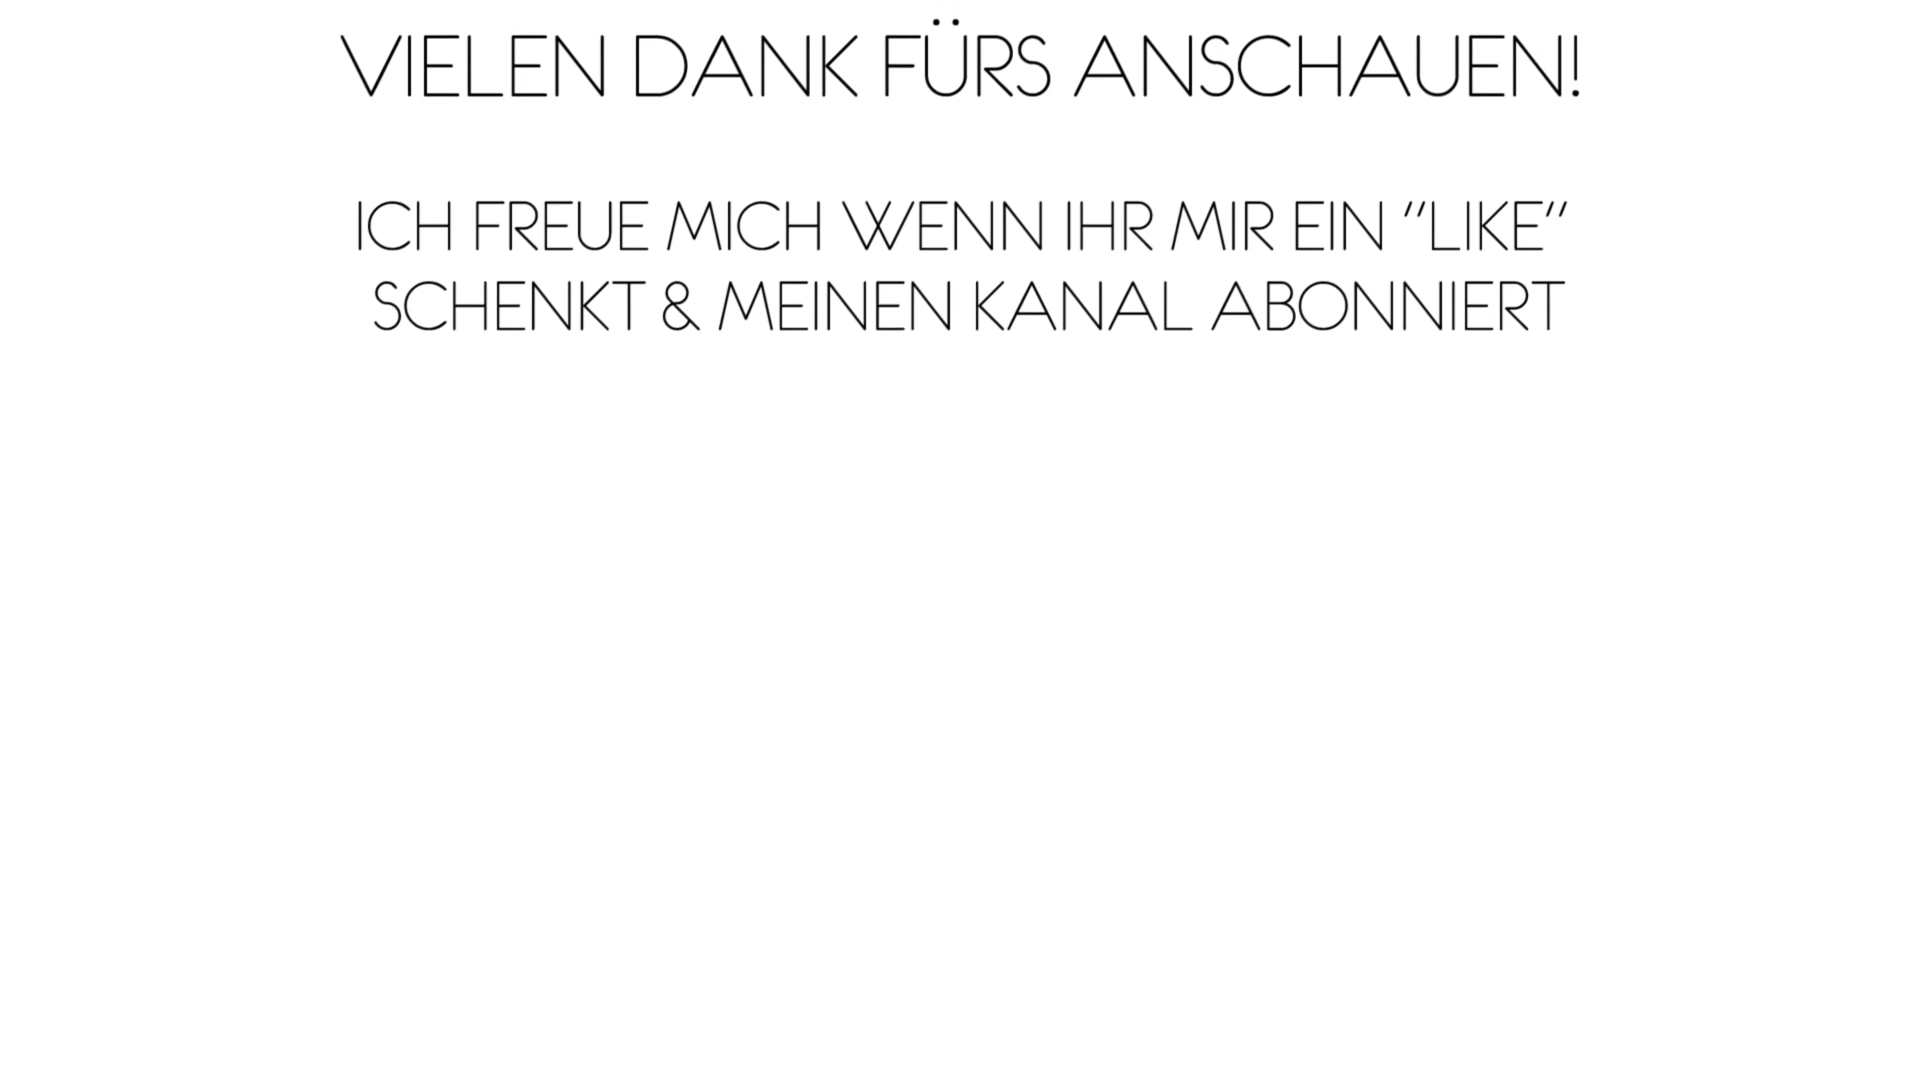 VIELEN DANK FÜRS ANSCHAUEN!
ICH FREUE MICH WENN IHR MIR EIN "LIKE"
SCHENKT & MEINEN KANAL ABONNIERT